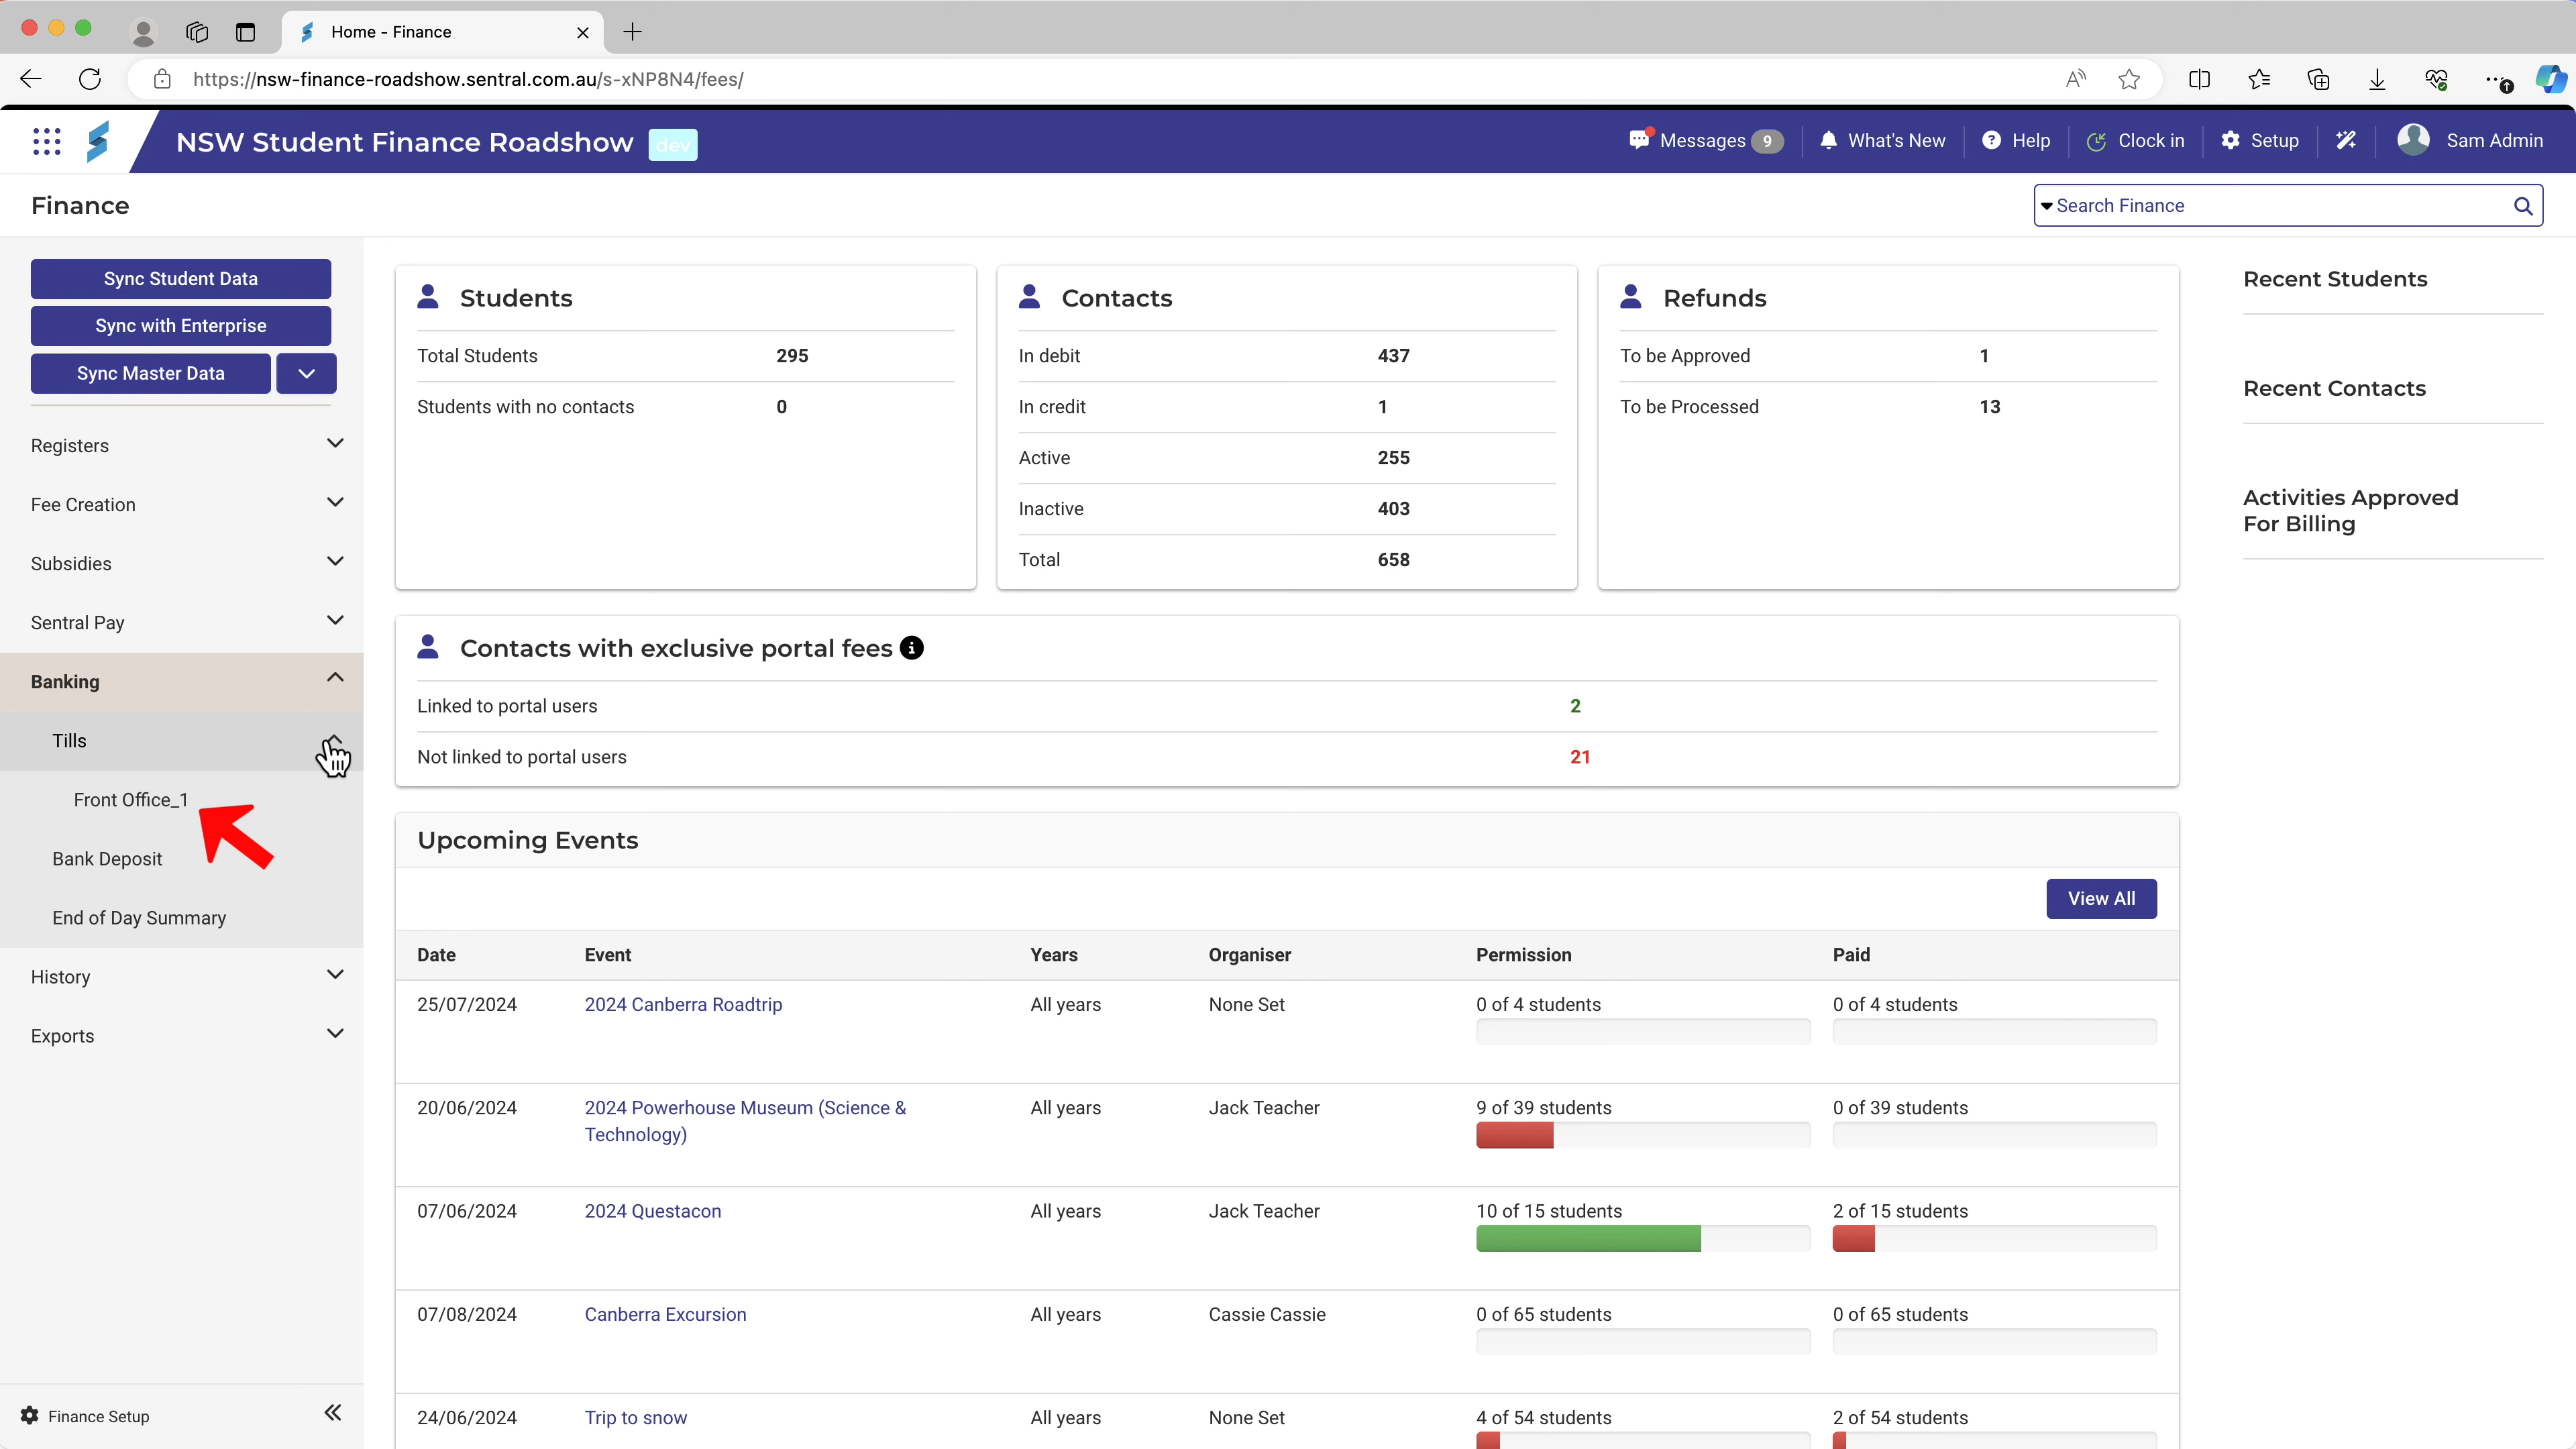 Home - Finance
https://nsw-finance-roadshow.sentral.com.au/s-xNP8N4/fees/
NSW Student Finance Roadshow dev
Messages 9 What's New Help Clock in Setup Sam Admin
Finance
Search Finance
Sync Student Data
Sync with Enterprise
Sync Master Data
Registers
Fee Creation
Subsidies
Sentral Pay
Banking
Tills
Front Office_1
Bank Deposit
End of Day Summary
History
Exports
Finance Setup
Students
Total Students 295
Students with no contacts 0
Contacts
In debit 437
In credit 1
Active 255
Inactive 403
Total 658
Refunds
To be Approved 1
To be Processed 13
Contacts with exclusive portal fees
Linked to portal users 2
Not linked to portal users 21
Upcoming Events
View All
Date Event Years Organiser Permission Paid
25/07/2024 2024 Canberra Roadtrip All years None Set 0 of 4 students 0 of 4 students
20/06/2024 2024 Powerhouse Museum (Science & All years Jack Teacher 9 of 39 students 0 of 39 students
Technology)
07/06/2024 2024 Questacon All years Jack Teacher 10 of 15 students 2 of 15 students
07/08/2024 Canberra Excursion All years Cassie Cassie 0 of 65 students 0 of 65 students
24/06/2024 Trip to snow All years None Set 4 of 54 students 2 of 54 students
Recent Students
Recent Contacts
Activities Approved
For Billing